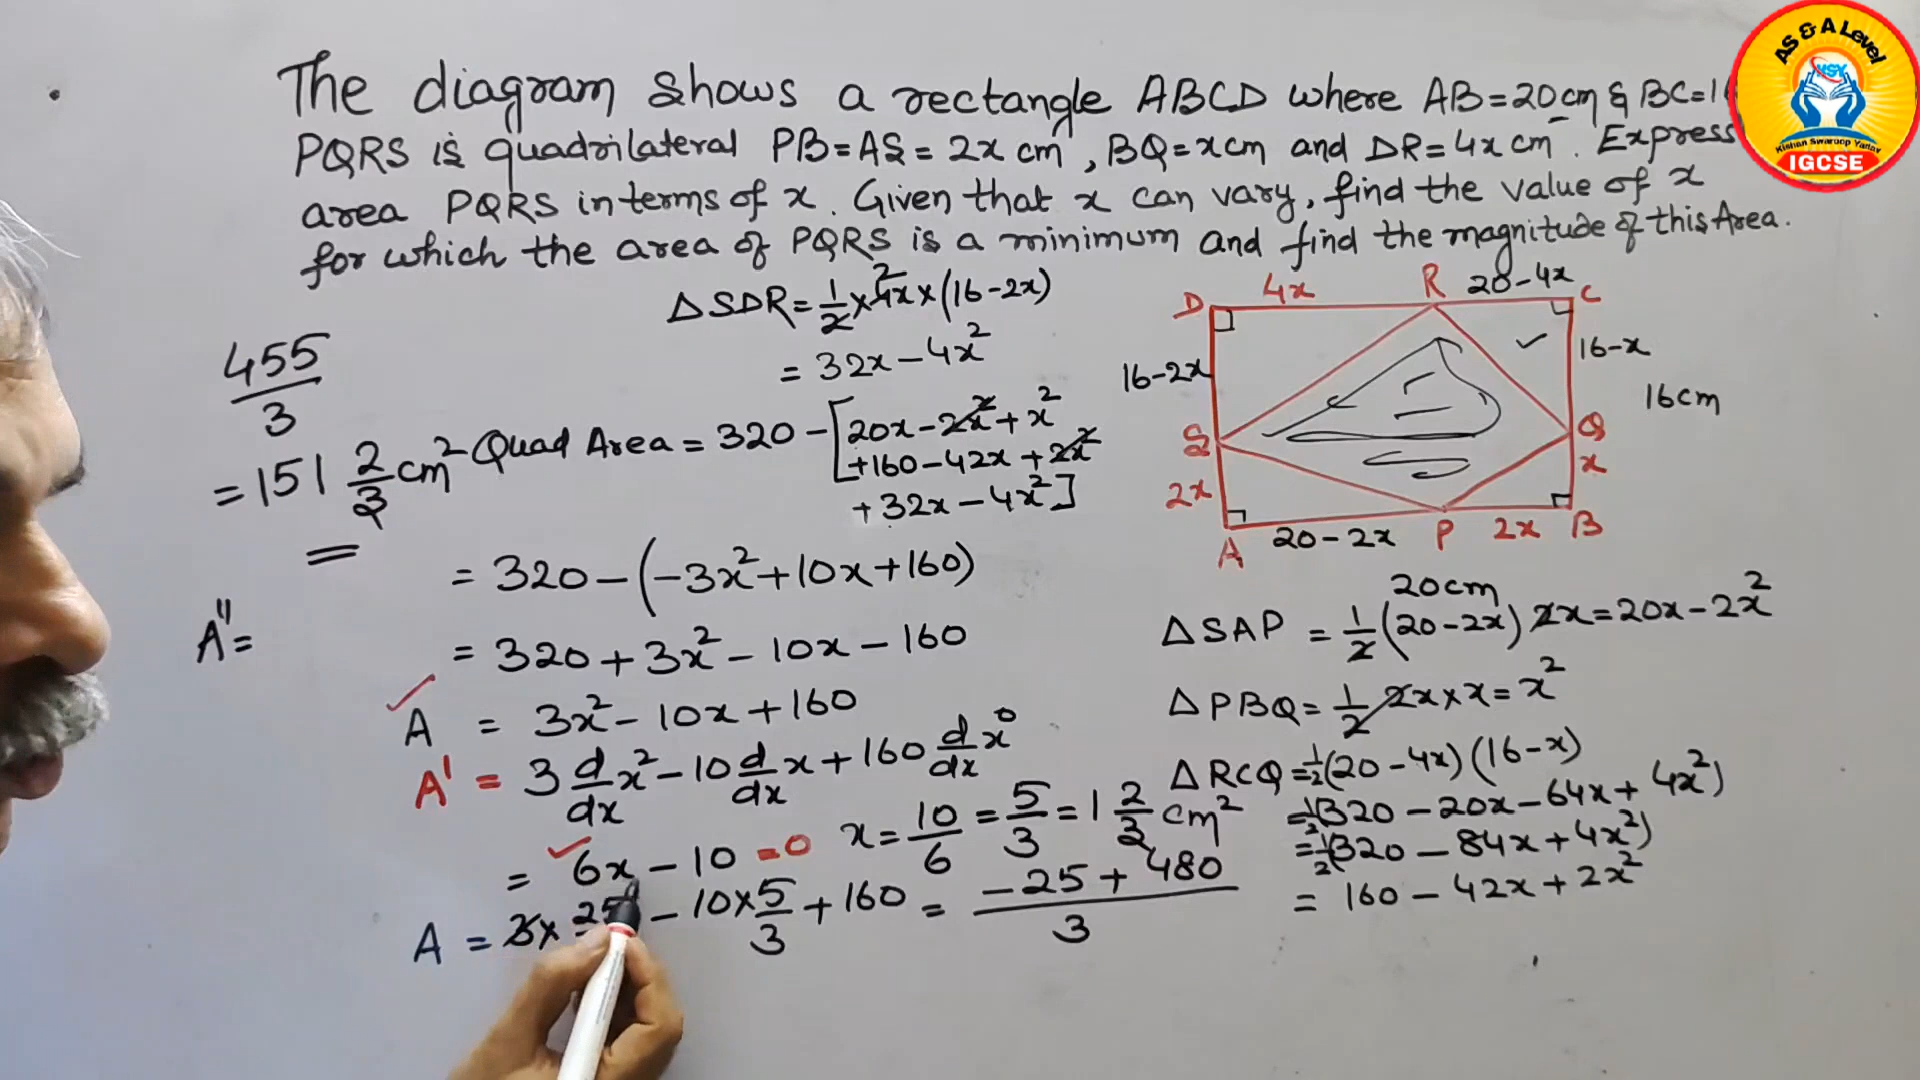 The diagram shows a rectangle ABCD where AB=20cm & BC=1
PQRS is quadrilateral PB=AS=2x cm, BQ=xcm and DR=4x cm. Express
area PQRS in terms of x. Given that x can vary, find the value of x
for which the area of PQRS is a minimum and find the magnitude of this Area.
AS & A Level
KSY
Kishan Swaroop Yadav
IGCSE
ΔSDR = 1/2 × 4x × (16-2x)
2
= 32x - 4x²
455/3
= 151 2/3 cm²
Quad Area = 320 - [20x - 2x² + x²
+160 - 42x + 2x²
+ 32x - 4x²]
= 320 - (-3x² + 10x + 160)
A'' =
= 320 + 3x² - 10x - 160
A = 3x² - 10x + 160
A' = 3 d/dx x² - 10 d/dx x + 160 d/dx x⁰
= 6x - 10 = 0
x = 10/6 = 5/3 = 1 2/3 cm²
A = 3 × 25 - 10 × 5/3 + 160 = (-25 + 480)/3
D 4x R 20-4x C
16-2x
16-x
16cm
S
Q
2x
x
A 20-2x P 2x B
20cm
ΔSAP = 1/2 (20-2x) 2x = 20x - 2x²
ΔPBQ = 1/2 2x × x = x²
ΔRCQ = 1/2 (20-4x) (16-x)
= 1/2 (320 - 20x - 64x + 4x²)
= 1/2 (320 - 84x + 4x²)
= 160 - 42x + 2x²